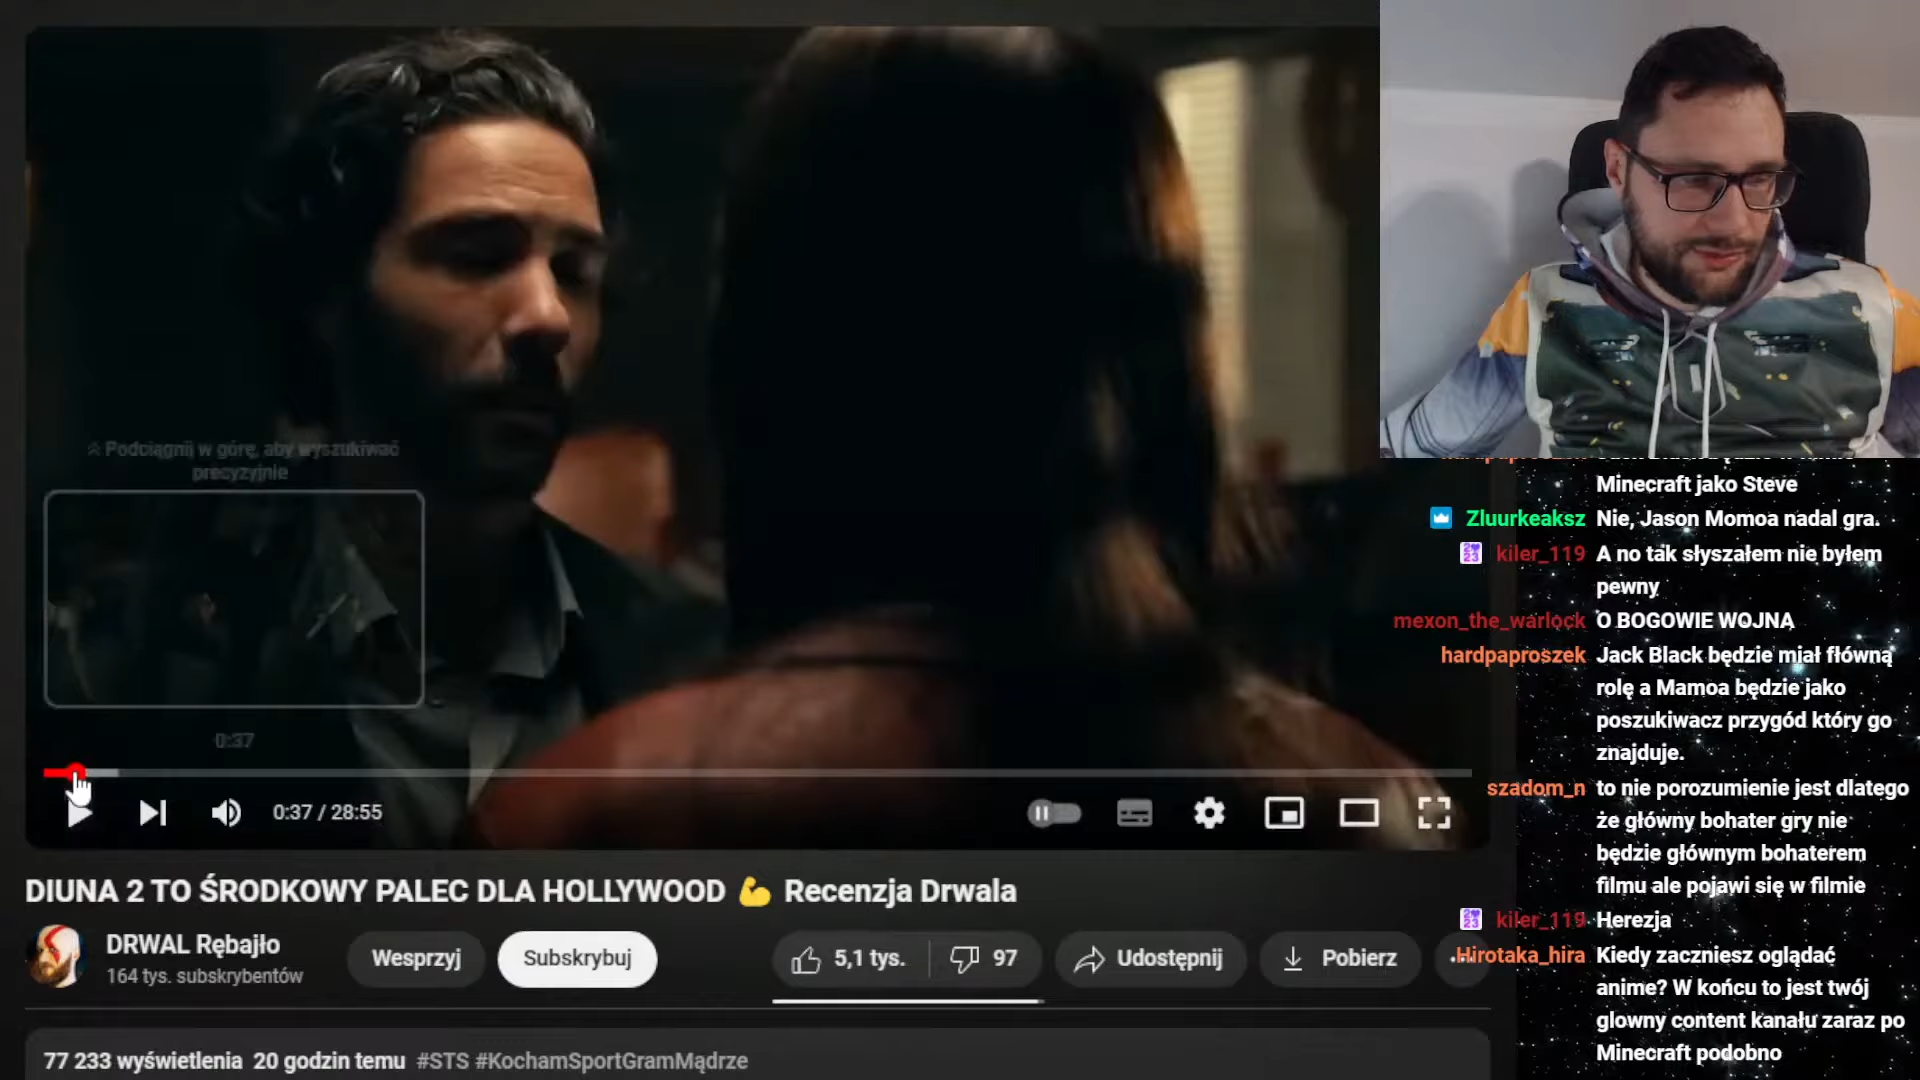 Podciągnij w górę, aby wyszukiwać
precyzyjnie
0:37
0:37 / 28:55
DIUNA 2 TO ŚRODKOWY PALEC DLA HOLLYWOOD 💪 Recenzja Drwala
DRWAL Rębajło
164 tys. subskrybentów
Wesprzyj
Subskrybuj
5,1 tys.
97
Udostępnij
Pobierz
77 233 wyświetlenia 20 godzin temu #STS #KochamSportGramMądrze
Minecraft jako Steve
Zluurkeaksz Nie, Jason Momoa nadal gra.
kiler_119 A no tak słyszałem nie byłem
pewny
mexon_the_warlock O BOGOWIE WOJNA
hardpaproszek Jack Black będzie miał fłówną
rolę a Mamoa będzie jako
poszukiwacz przygód który go
znajduje.
szadom_n to nie porozumienie jest dlatego
że główny bohater gry nie
będzie głównym bohaterem
filmu ale pojawi się w filmie
kiler_119 Herezja
Hirotaka_hira Kiedy zaczniesz oglądać
anime? W końcu to jest twój
glowny content kanału zaraz po
Minecraft podobno